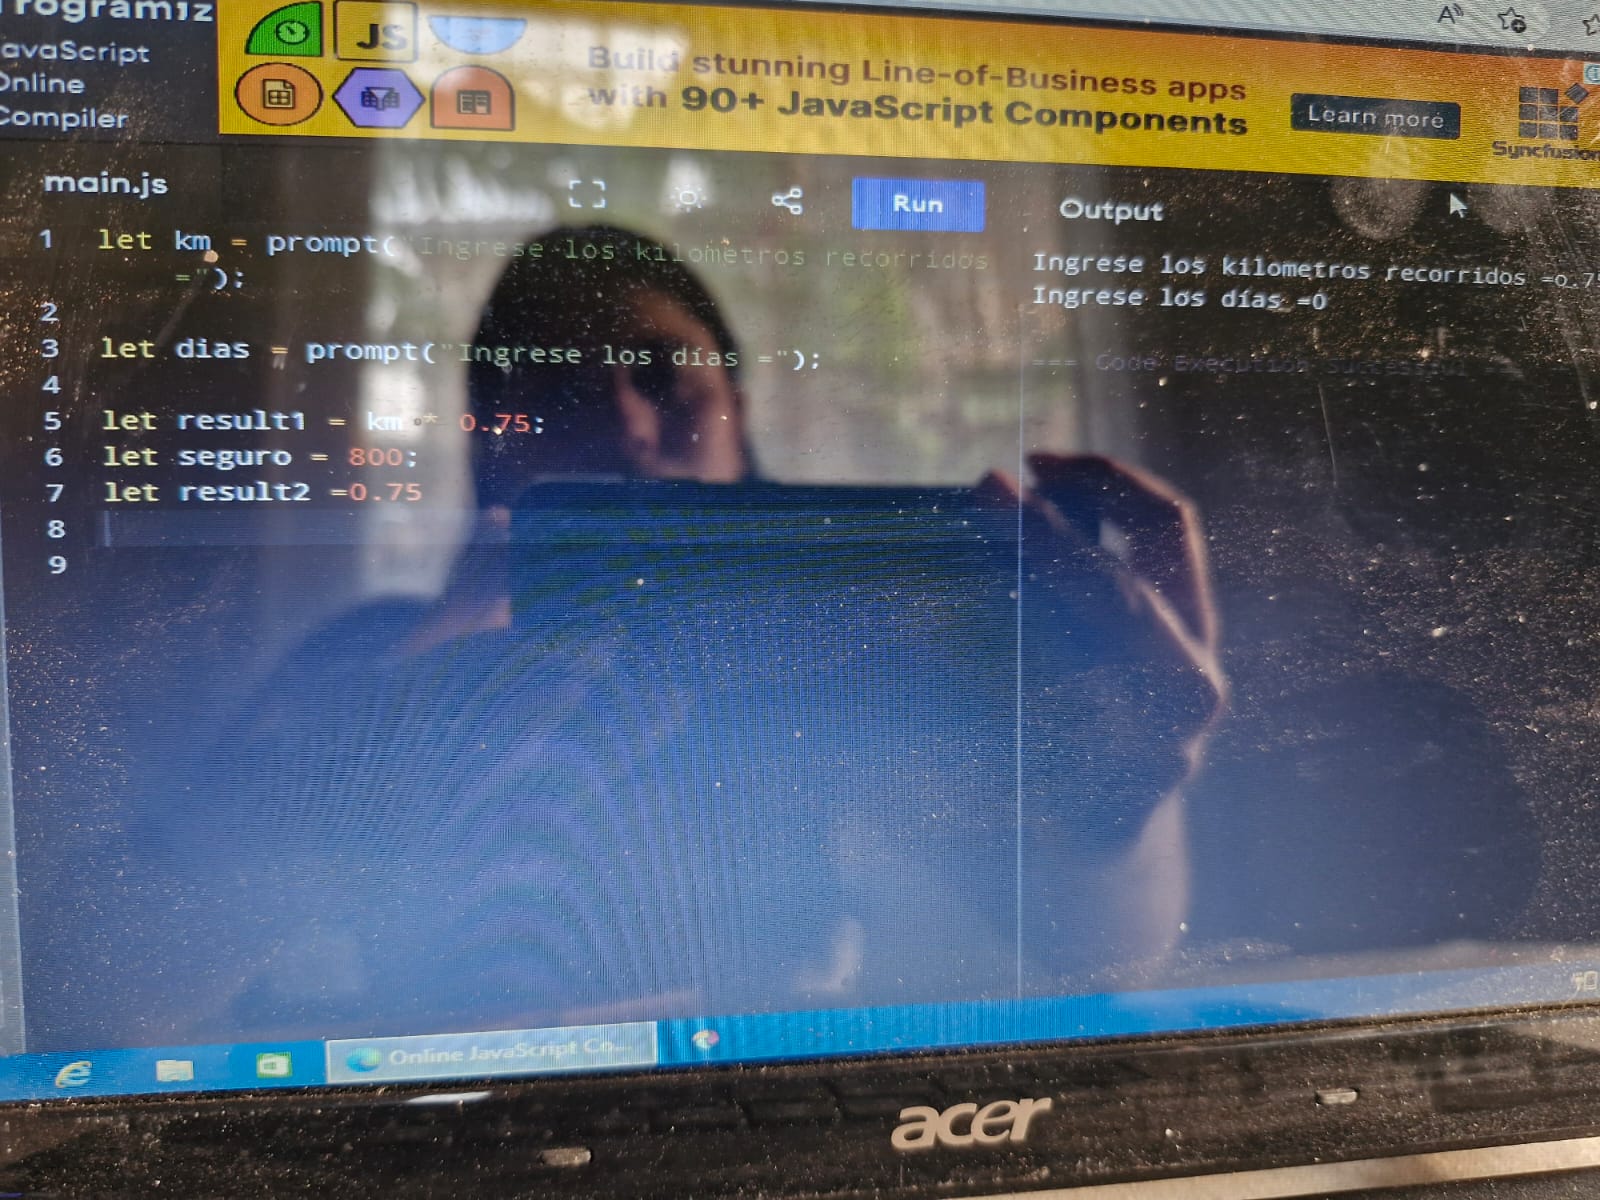 JavaScript
Online
Compiler
JS
Build stunning Line-of-Business apps
with 90+ JavaScript Components
Learn more
Syncfusion
main.js
Run
Output
1 let km = prompt("Ingrese los kilometros recorridos
=");
2
3 let dias = prompt("Ingrese los días =");
4
5 let result1 = km * 0.75;
6 let seguro = 800;
7 let result2 =0.75
8
9
Ingrese los kilometros recorridos =0.75
Ingrese los días =0
=== Code Execution Successful ===
Online JavaScript Co...
acer